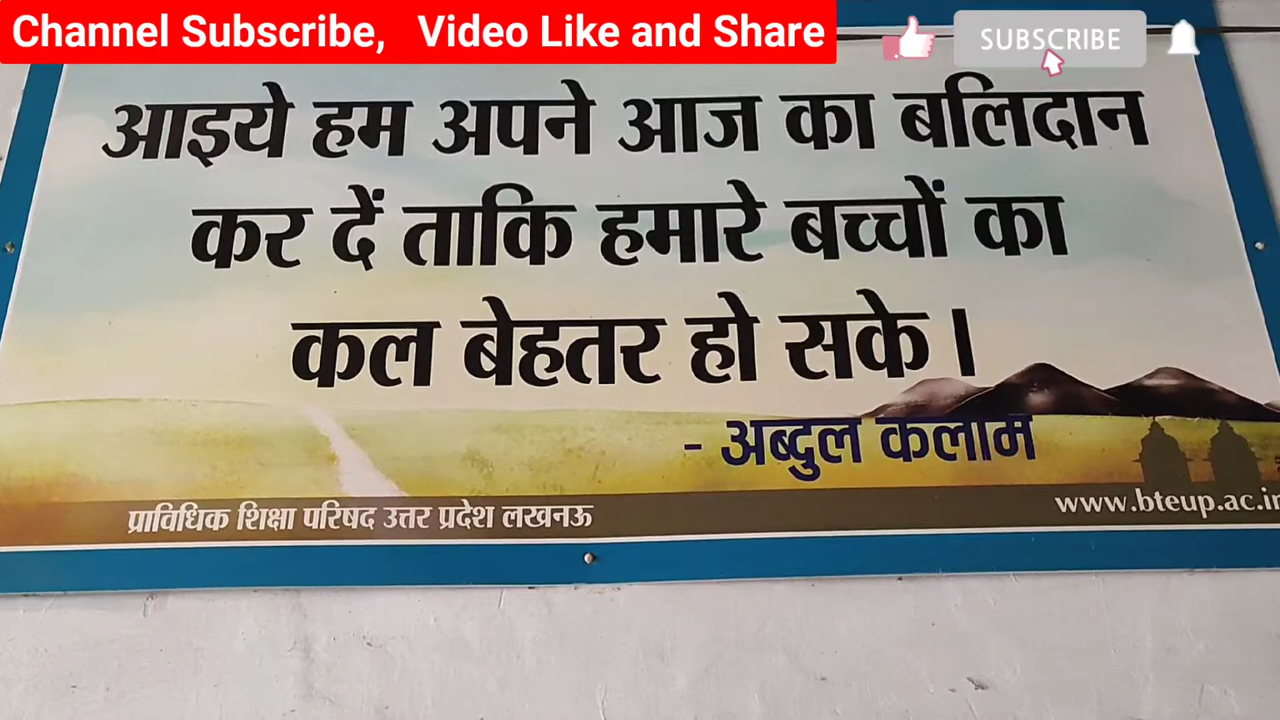 Channel Subscribe, Video Like and Share
SUBSCRIBE
आइये हम अपने आज का बलिदान
कर दें ताकि हमारे बच्चों का
कल बेहतर हो सके।
- अब्दुल कलाम
प्राविधिक शिक्षा परिषद उत्तर प्रदेश लखनऊ
www.bteup.ac.in